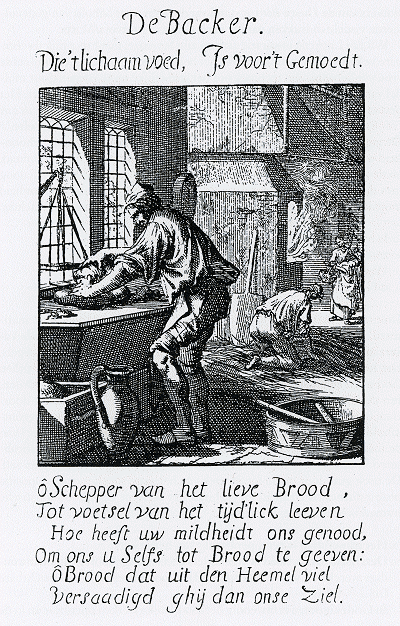 De Backer.
Die 't lichaam voed, Is voor 't Gemoedt.
ô Schepper van het lieve Brood,
Tot voetsel van het tijd'lick leeven
Hoe heeft uw mildheidt ons genood,
Om ons u Selfs tot Brood te geeven:
ô Brood dat uit den Heemel viel
Versaadigd ghij dan onse Ziel.